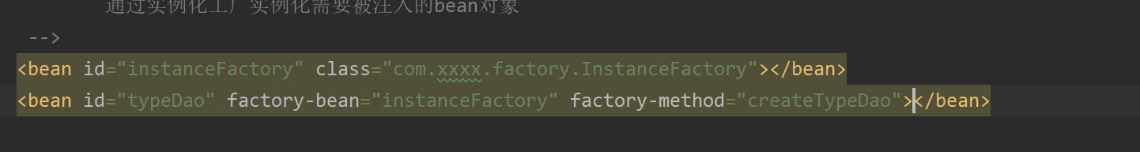 通过实例化工厂实例化需要被注入的bean对象
-->
<bean id="instanceFactory" class="com.xxxx.factory.InstanceFactory"></bean>
<bean id="typeDao" factory-bean="instanceFactory" factory-method="createTypeDao"></bean>